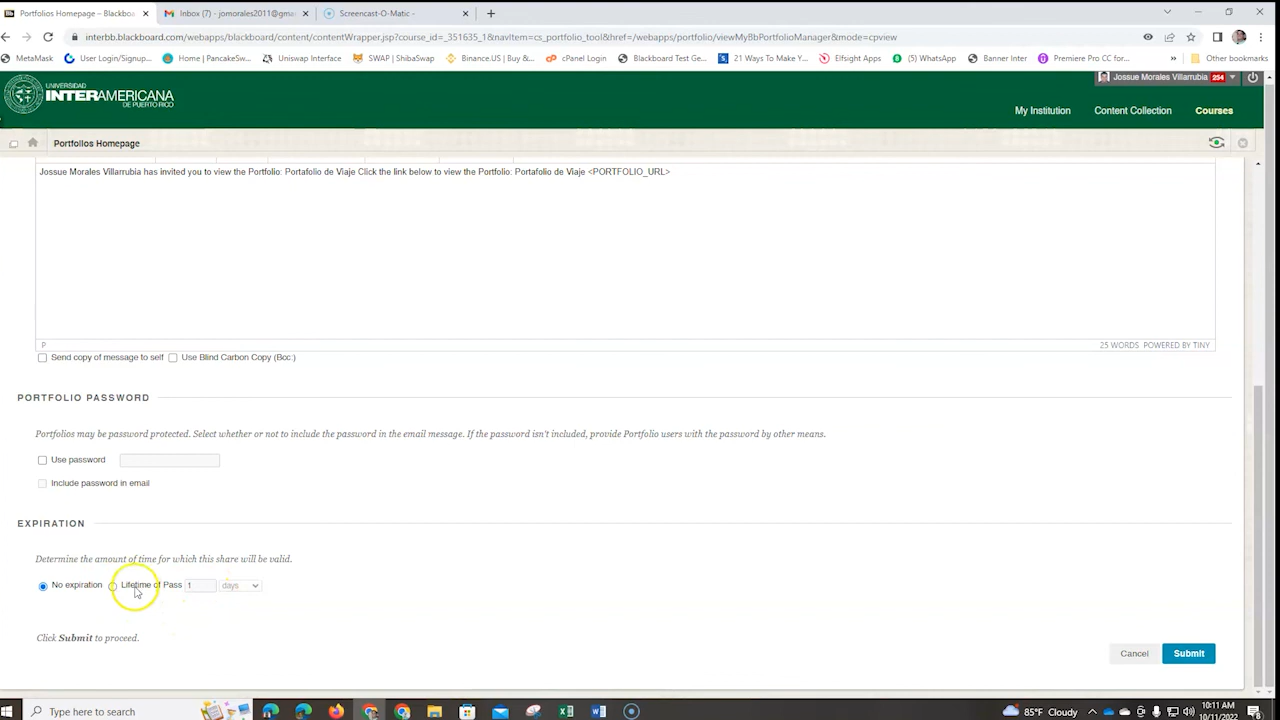 Portfolios Homepage – Blackboard
Inbox (7) - jomorales2011@gma
Screencast-O-Matic -
interbb.blackboard.com/webapps/blackboard/content/contentWrapper.jsp?course_id=_351635_1&navItem=cs_portfolio_tool&href=/webapps/portfolio/viewMyBbPortfolioManager&mode=cpview
MetaMask
User Login/Signup...
Home | PancakeSw...
Uniswap Interface
SWAP | ShibaSwap
Binance.US | Buy &...
cPanel Login
Blackboard Test Ge...
21 Ways To Make Y...
Elfsight Apps
(5) WhatsApp
Banner Inter
Premiere Pro CC for...
»
Other bookmarks
Jossue Morales Villarrubia 254
UNIVERSIDAD
INTERAMERICANA
DE PUERTO RICO
My Institution
Content Collection
Courses
Portfolios Homepage
Jossue Morales Villarrubia has invited you to view the Portfolio: Portafolio de Viaje Click the link below to view the Portfolio: Portafolio de Viaje <PORTFOLIO_URL>
P
25 WORDS POWERED BY TINY
Send copy of message to self
Use Blind Carbon Copy (Bcc:)
PORTFOLIO PASSWORD
Portfolios may be password protected. Select whether or not to include the password in the email message. If the password isn't included, provide Portfolio users with the password by other means.
Use password
Include password in email
EXPIRATION
Determine the amount of time for which this share will be valid.
No expiration
Lifetime of Pass 1 days
Click Submit to proceed.
Cancel
Submit
Type here to search
85°F Cloudy
10:11 AM
10/11/2022